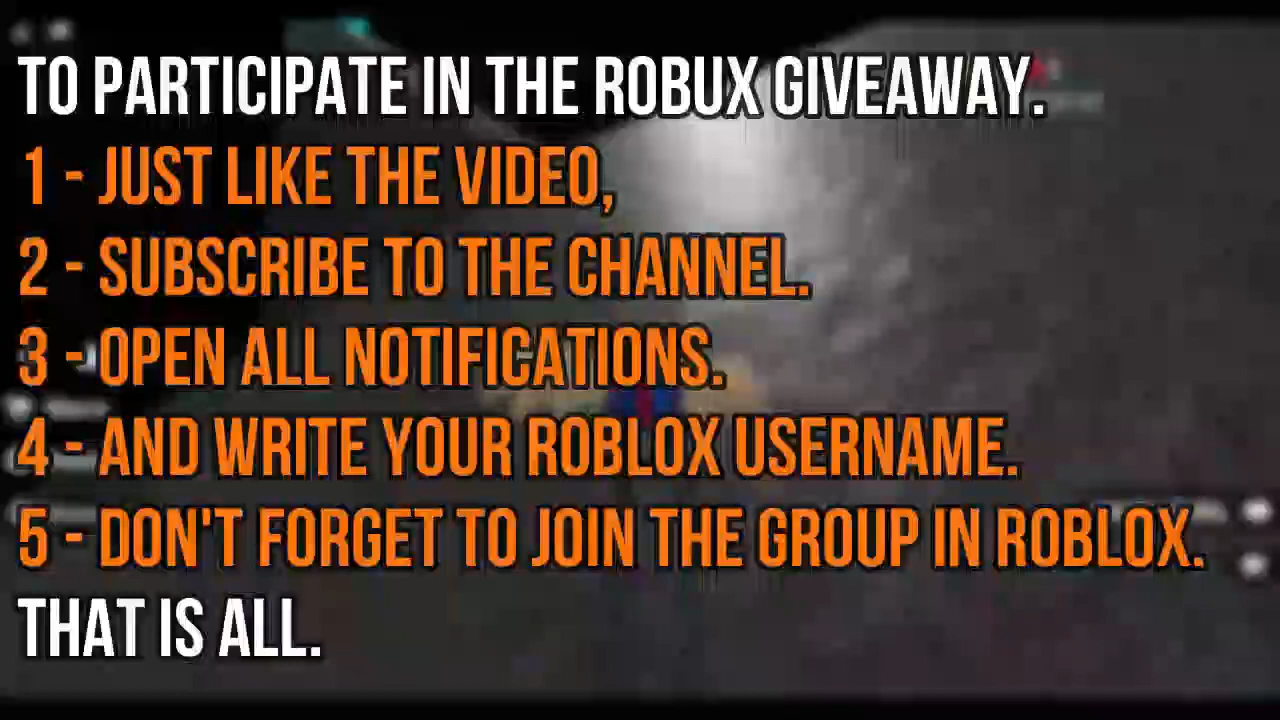 TO PARTICIPATE IN THE ROBUX GIVEAWAY.
1 - JUST LIKE THE VIDEO,
2 - SUBSCRIBE TO THE CHANNEL.
3 - OPEN ALL NOTIFICATIONS.
4 - AND WRITE YOUR ROBLOX USERNAME.
5 - DON'T FORGET TO JOIN THE GROUP IN ROBLOX.
THAT IS ALL.